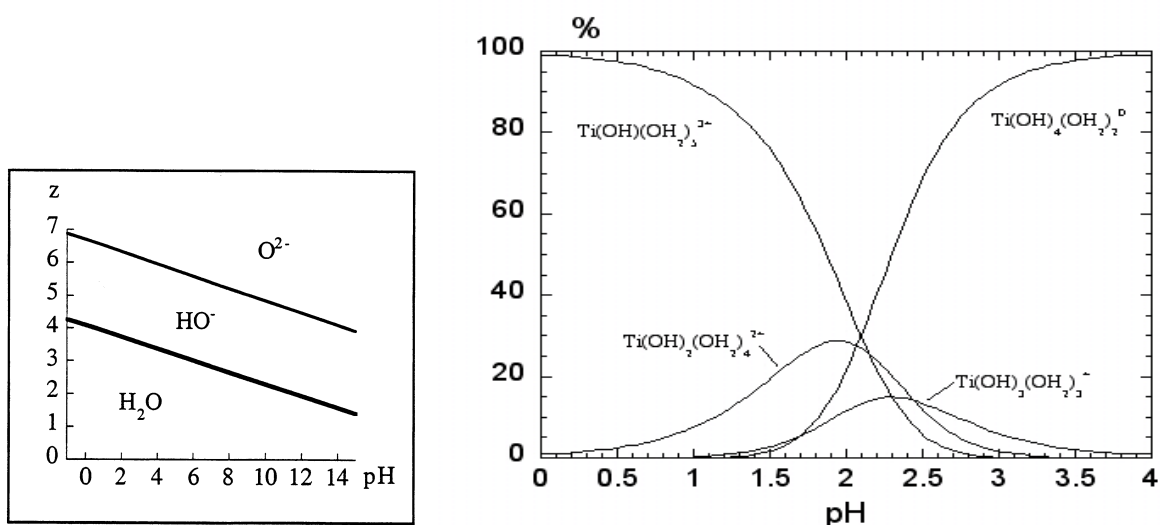 z
7
6
5
4
3
2
1
0
O²⁻
HO⁻
H₂O
0 2 4 6 8 10 12 14 pH
%
100
80
60
40
20
0
Ti(OH)(OH₂)₅³⁺
Ti(OH)₄(OH₂)₂⁰
Ti(OH)₂(OH₂)₄²⁺
Ti(OH)₃(OH₂)₃⁺
0 0.5 1 1.5 2 2.5 3 3.5 4
pH